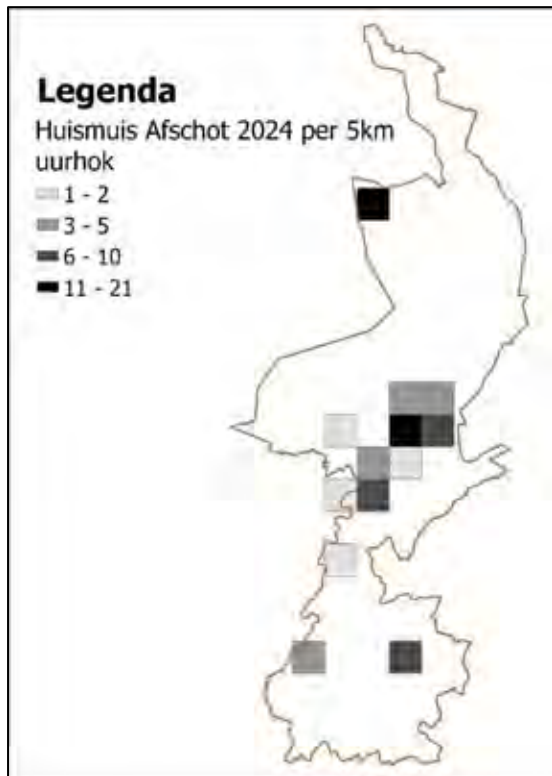 Legenda
Huismuis Afschot 2024 per 5km
uurhok
1 - 2
3 - 5
6 - 10
11 - 21